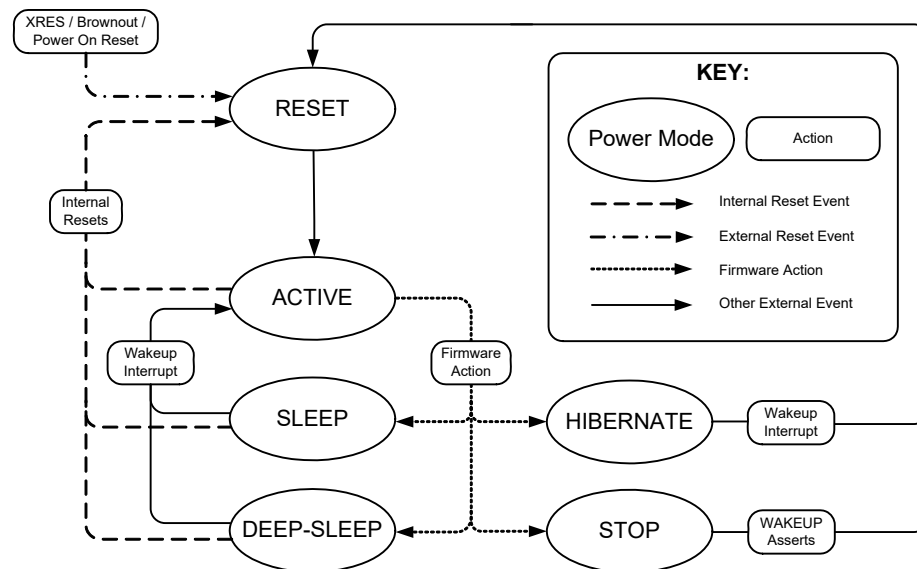 XRES / Brownout /
Power On Reset
RESET
KEY:
Power Mode
Action
Internal
Resets
Internal Reset Event
External Reset Event
Firmware Action
Other External Event
ACTIVE
Wakeup
Interrupt
Firmware
Action
SLEEP
HIBERNATE
Wakeup
Interrupt
DEEP-SLEEP
STOP
WAKEUP
Asserts